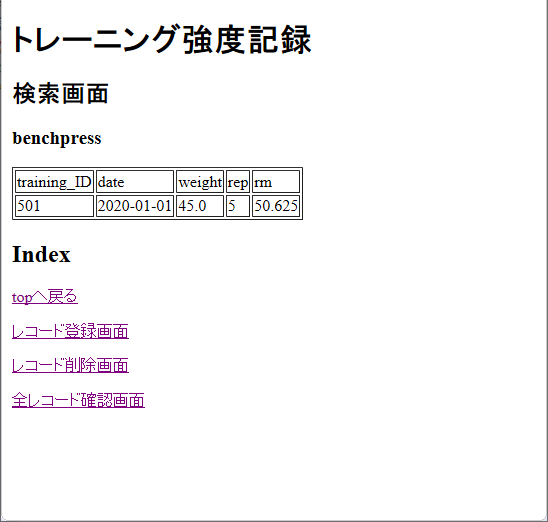 トレーニング強度記録
検索画面
benchpress
training_ID date weight rep rm
501 2020-01-01 45.0 5 50.625
Index
topへ戻る
レコード登録画面
レコード削除画面
全レコード確認画面